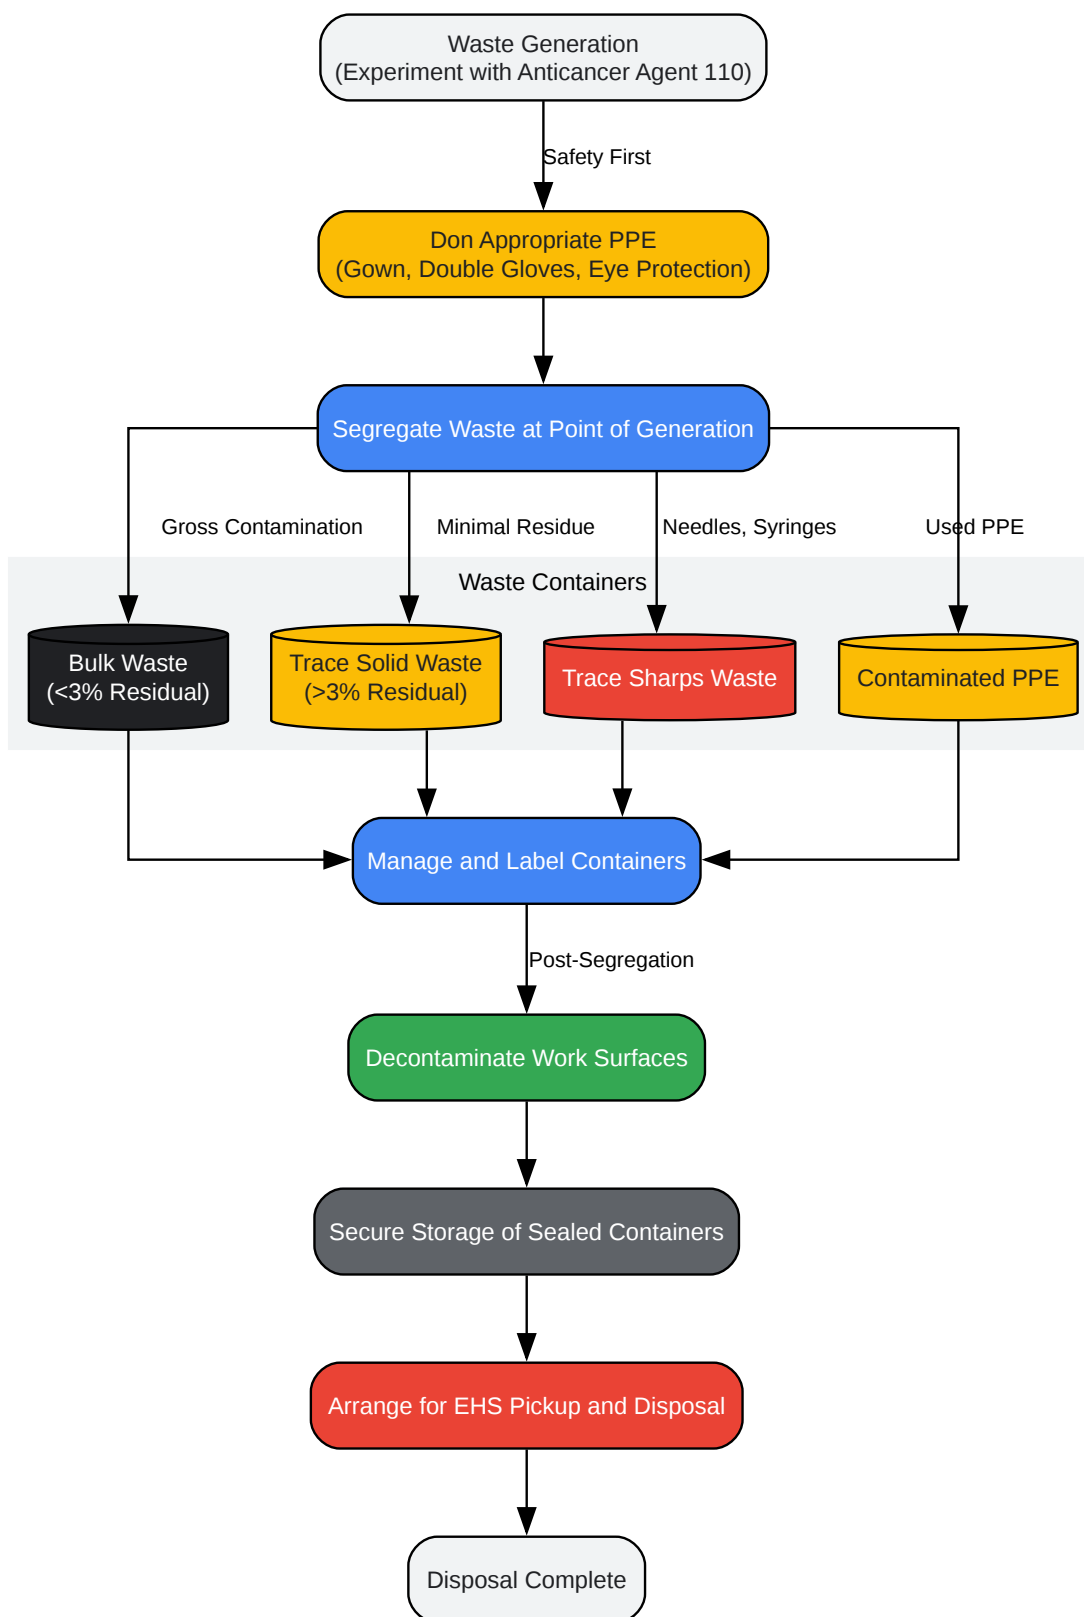 Waste Generation
(Experiment with Anticancer Agent 110)
Safety First
Don Appropriate PPE
(Gown, Double Gloves, Eye Protection)
Segregate Waste at Point of Generation
Gross Contamination
Minimal Residue
Needles, Syringes
Used PPE
Waste Containers
Bulk Waste
(<3% Residual)
Trace Solid Waste
(>3% Residual)
Trace Sharps Waste
Contaminated PPE
Manage and Label Containers
Post-Segregation
Decontaminate Work Surfaces
Secure Storage of Sealed Containers
Arrange for EHS Pickup and Disposal
Disposal Complete